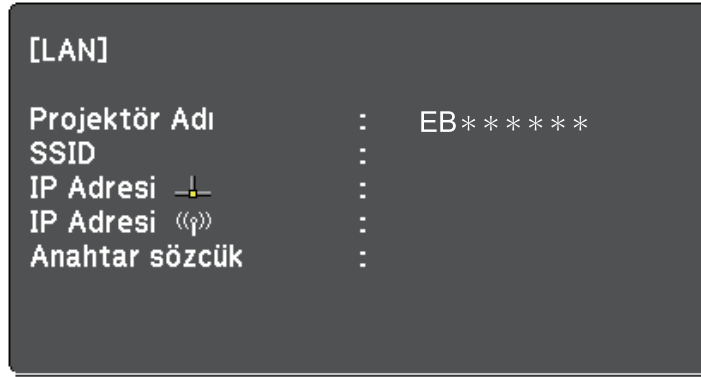 [LAN]
Projektör Adı : EB******
SSID :
IP Adresi :
IP Adresi :
Anahtar sözcük :